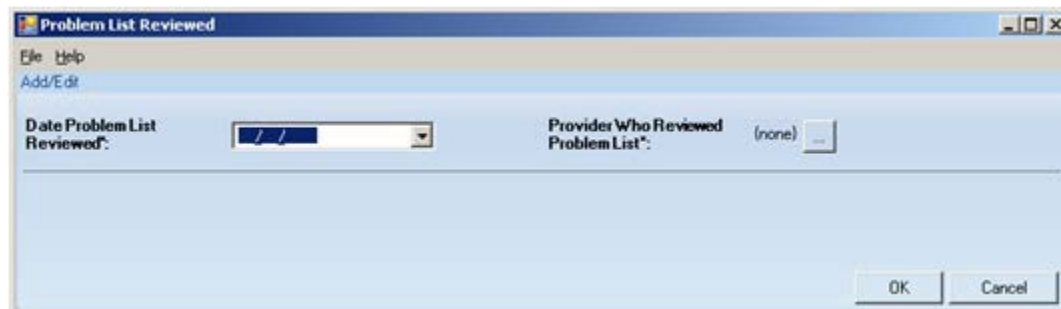 Problem List Reviewed
File Help
Add/Edit
Date Problem List
Reviewed*:
_/_/_
Provider Who Reviewed
Problem List*:
(none) ...
OK Cancel